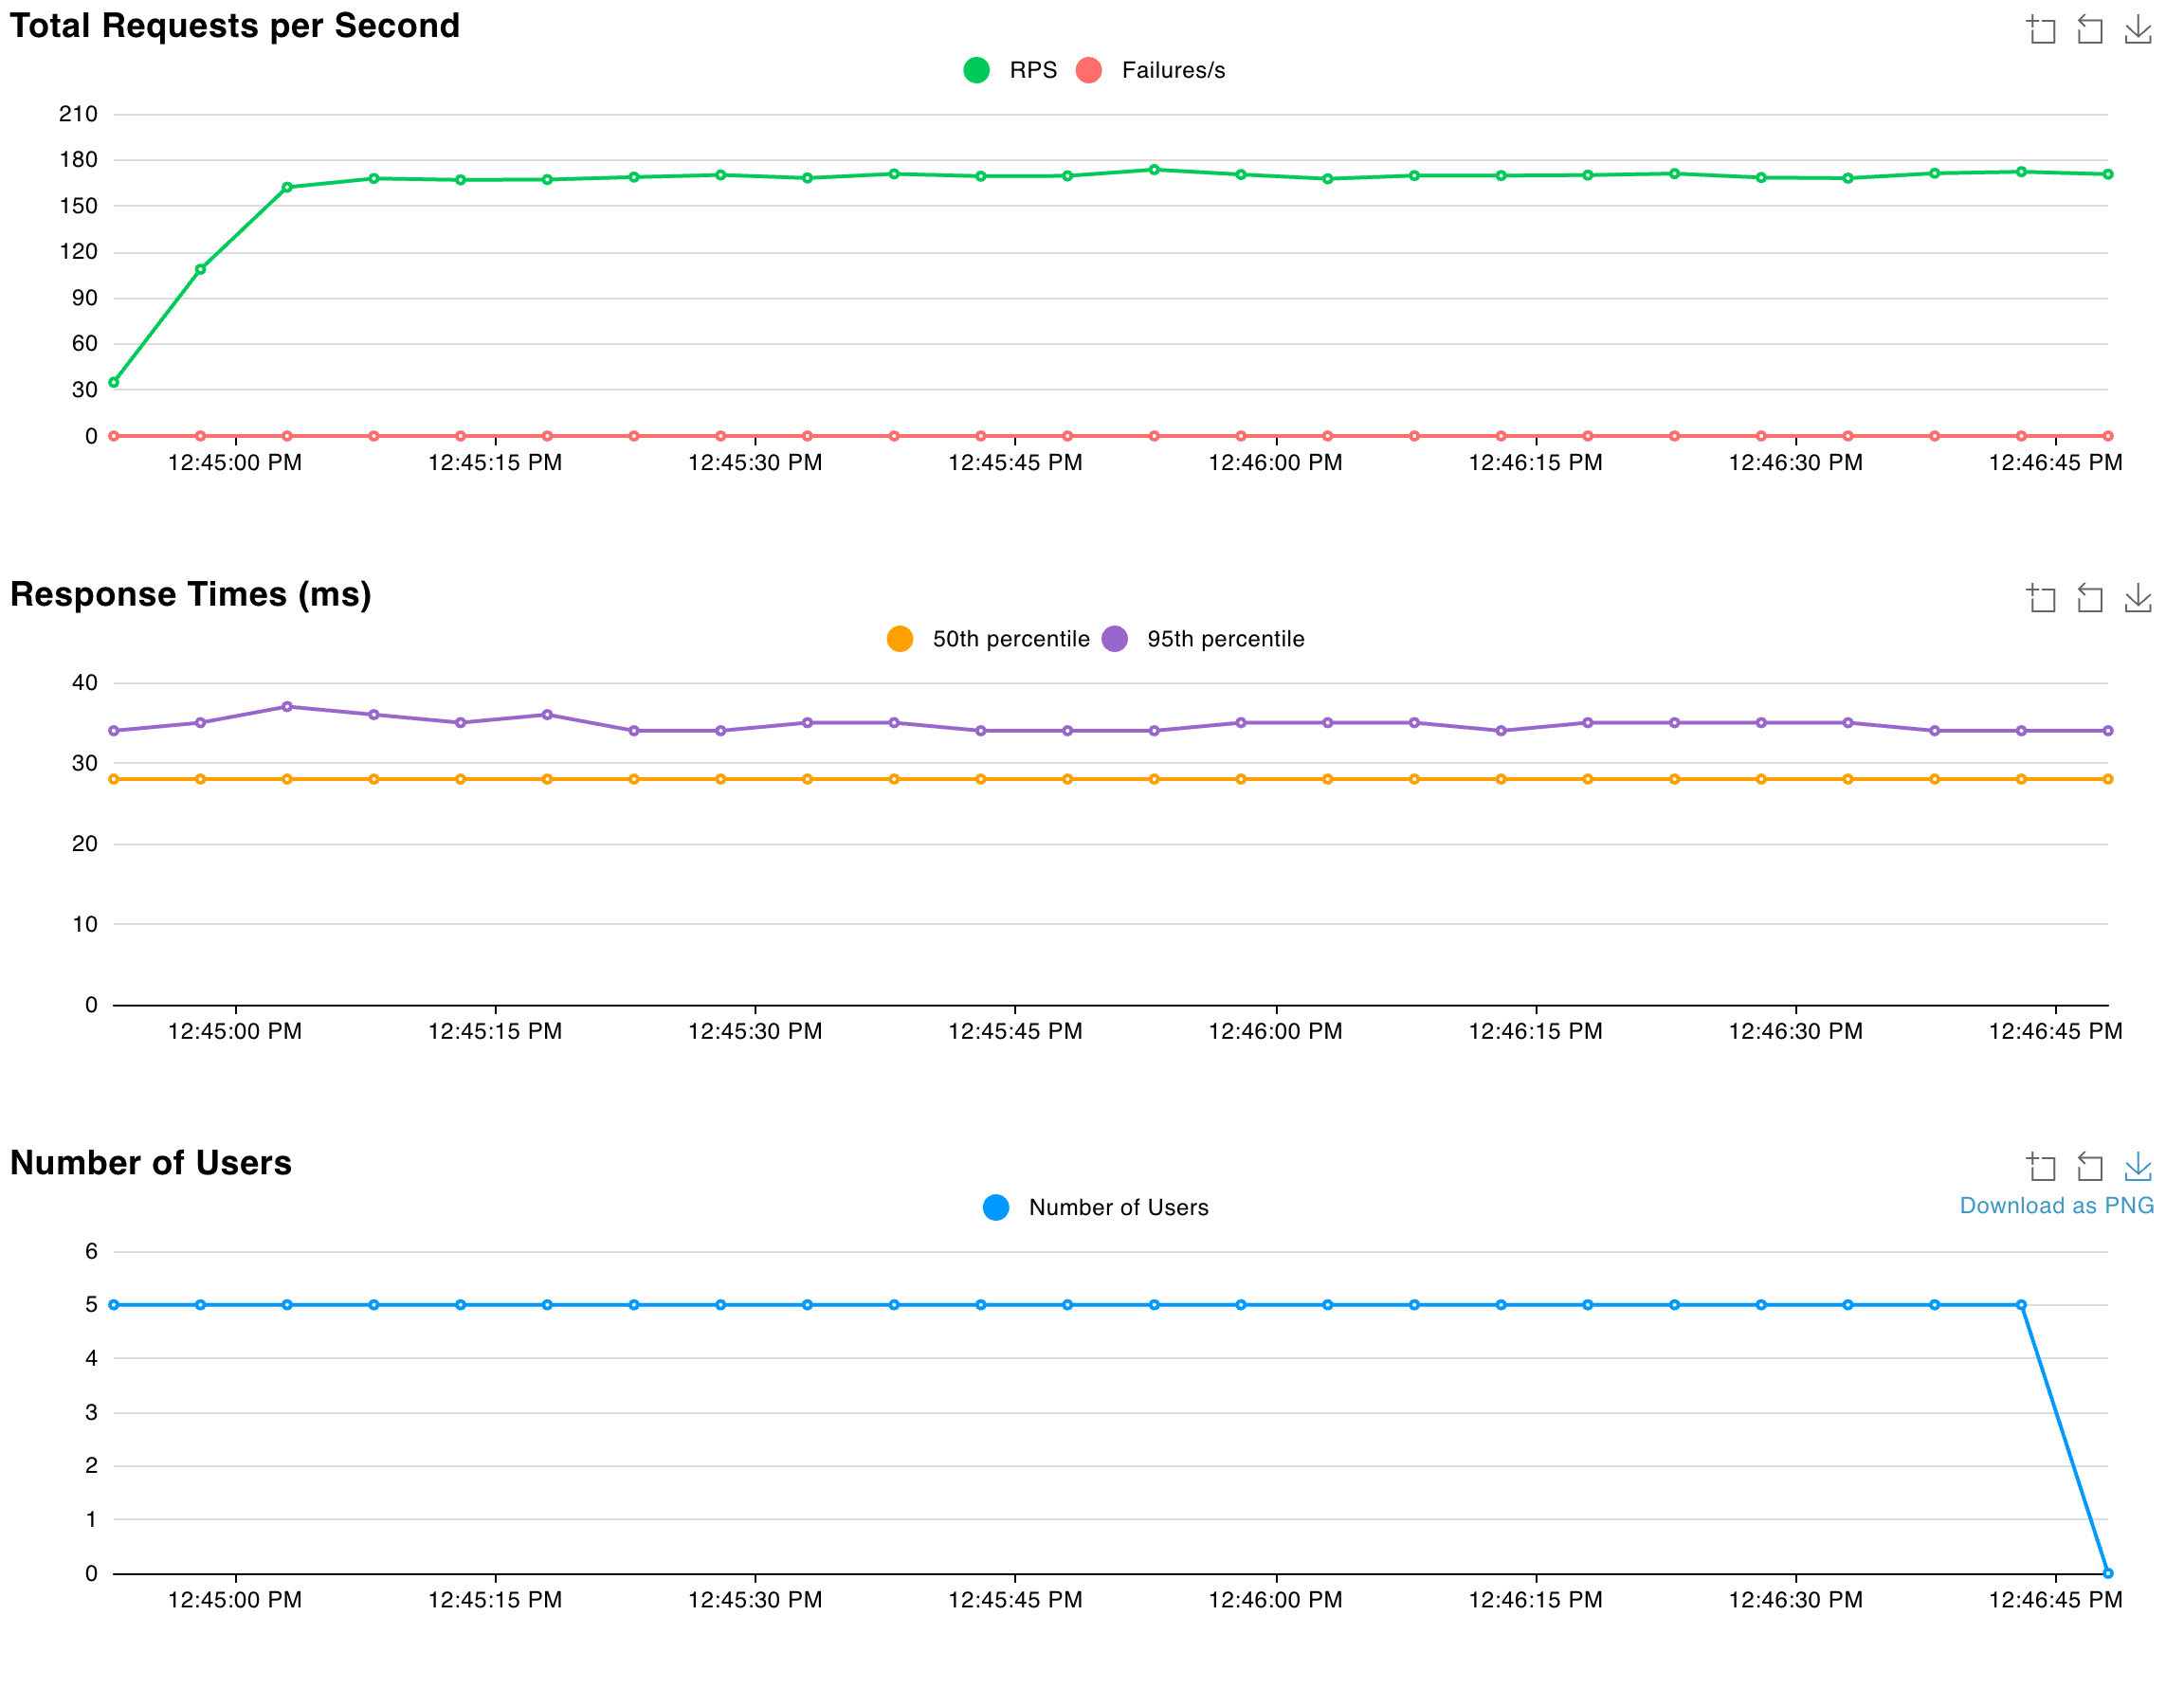 Total Requests per Second
RPS Failures/s
210
180
150
120
90
60
30
0
12:45:00 PM 12:45:15 PM 12:45:30 PM 12:45:45 PM 12:46:00 PM 12:46:15 PM 12:46:30 PM 12:46:45 PM
Response Times (ms)
50th percentile 95th percentile
40
30
20
10
0
12:45:00 PM 12:45:15 PM 12:45:30 PM 12:45:45 PM 12:46:00 PM 12:46:15 PM 12:46:30 PM 12:46:45 PM
Number of Users
Number of Users
Download as PNG
6
5
4
3
2
1
0
12:45:00 PM 12:45:15 PM 12:45:30 PM 12:45:45 PM 12:46:00 PM 12:46:15 PM 12:46:30 PM 12:46:45 PM